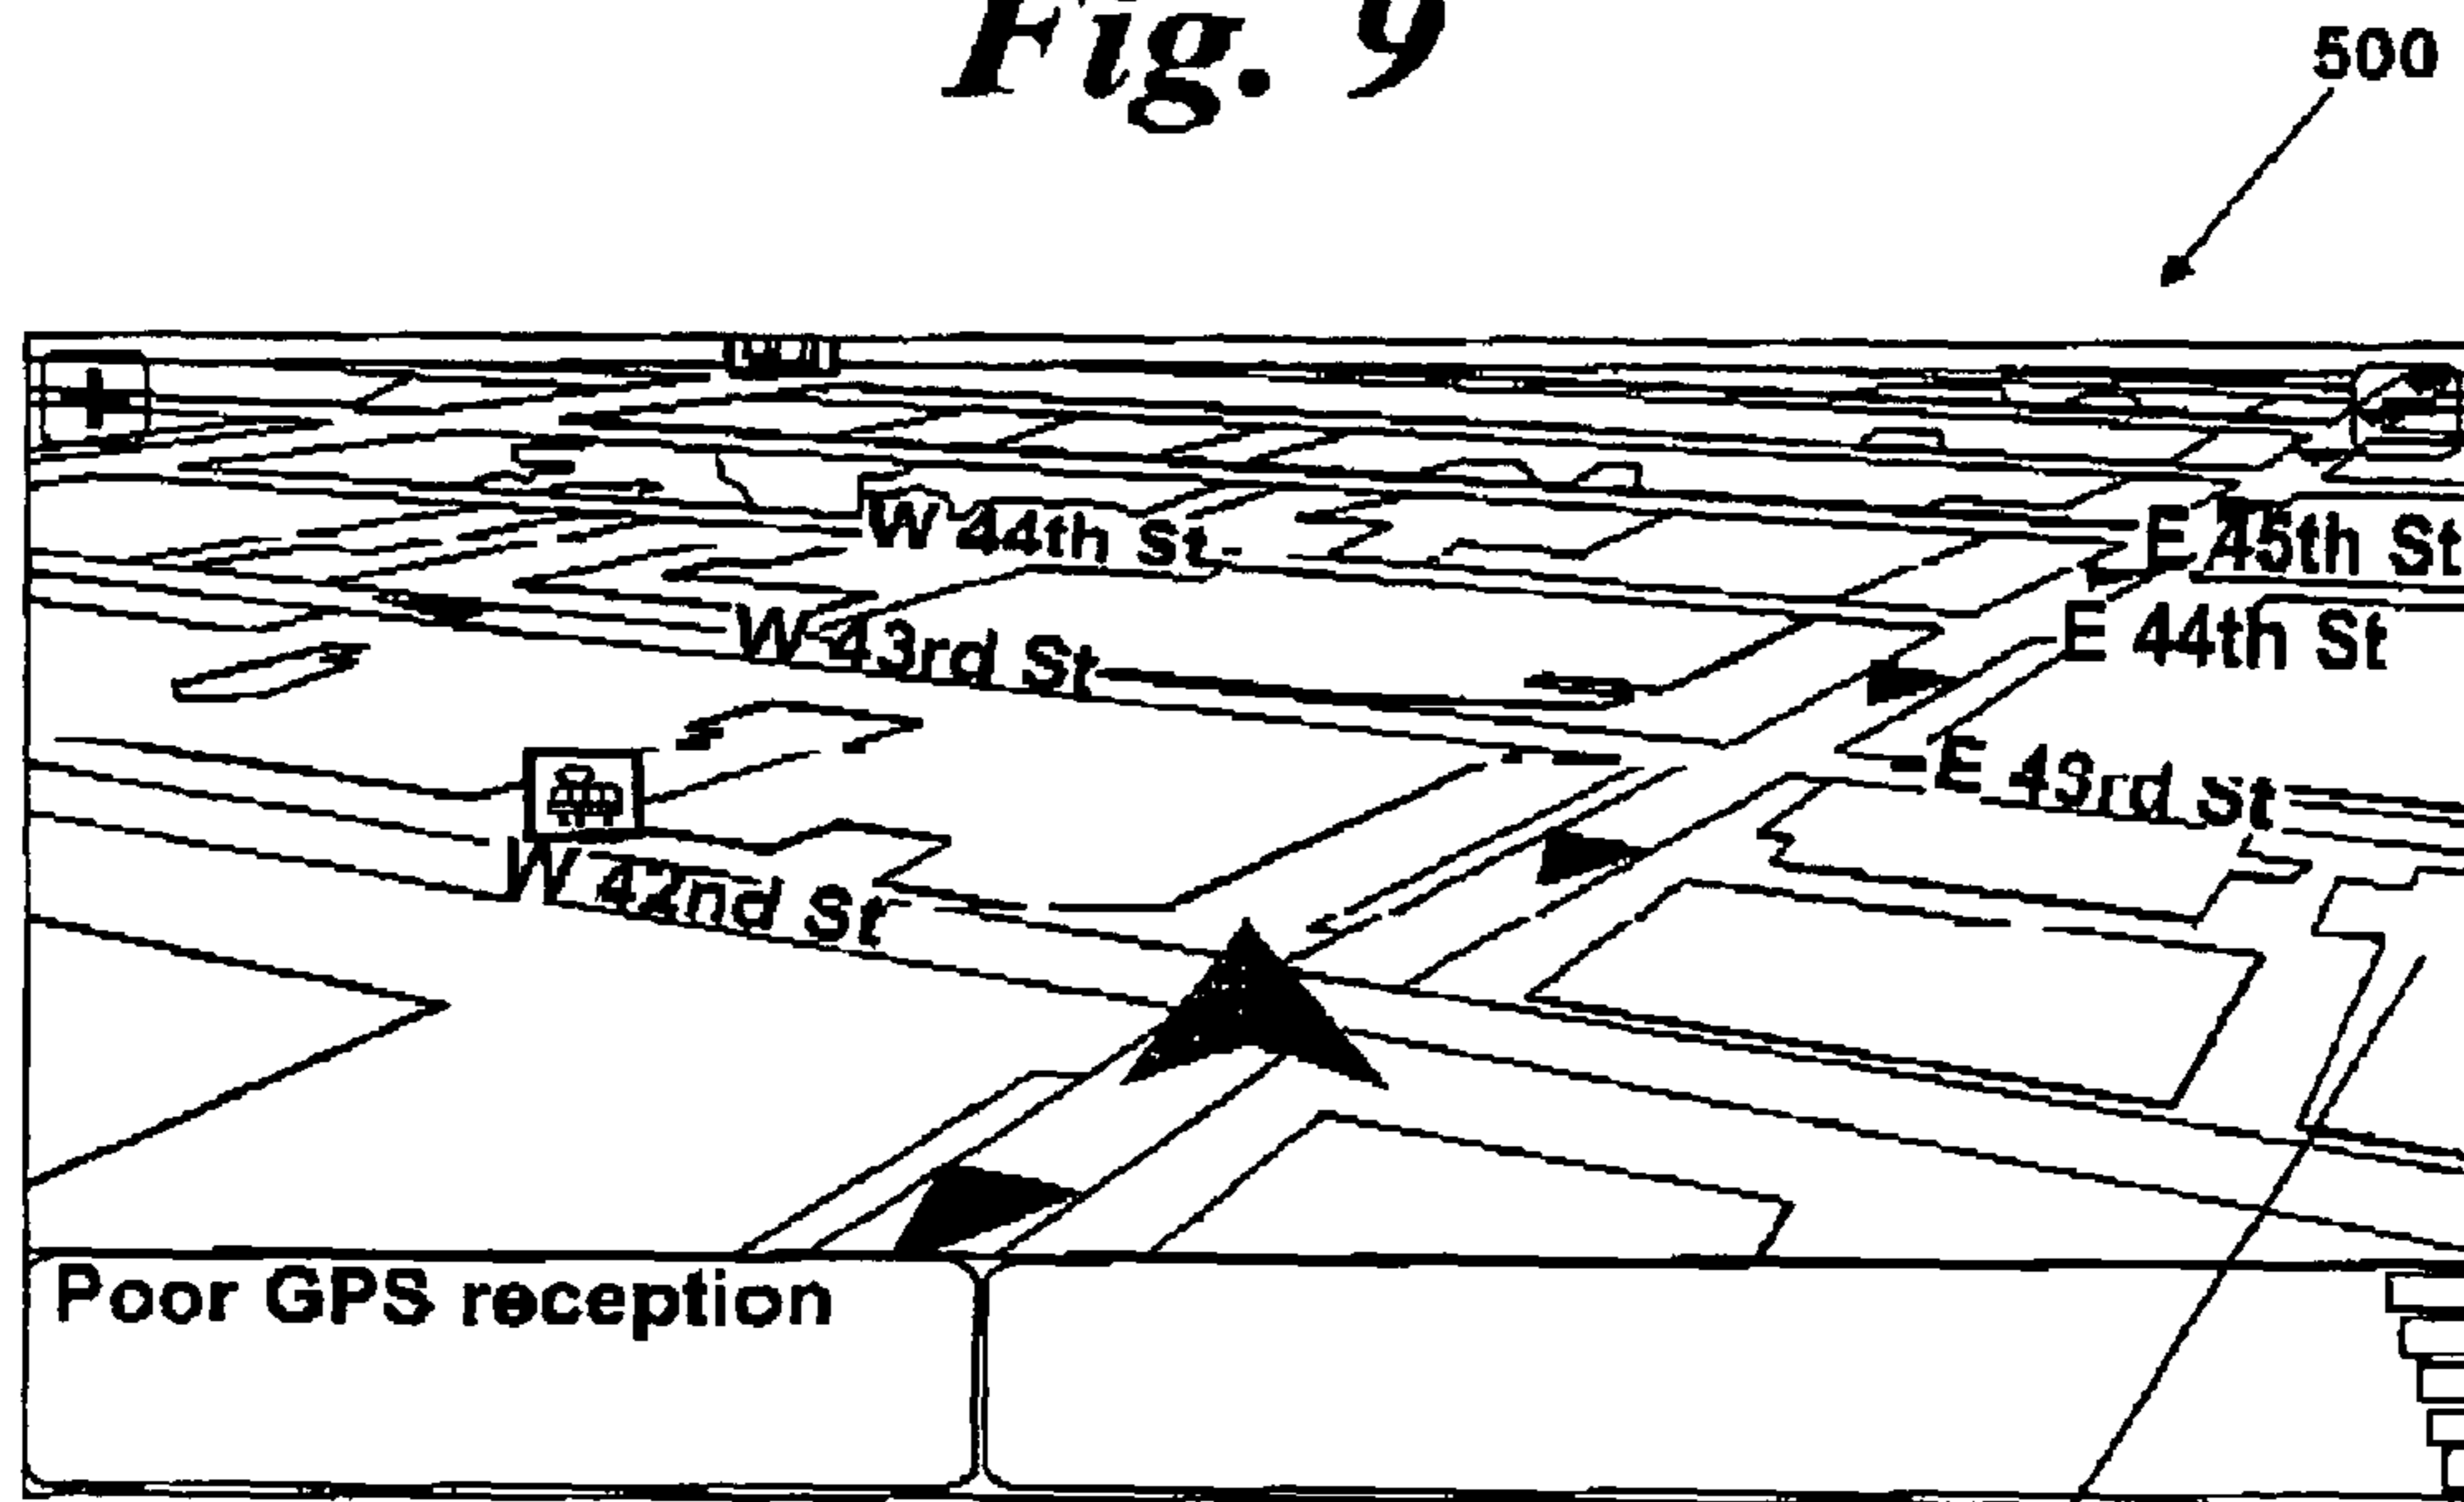 Fig. 9
500
W 44th St
E 45th St
W 43rd St
E 44th St
E 43rd St
W 42nd St
Poor GPS reception